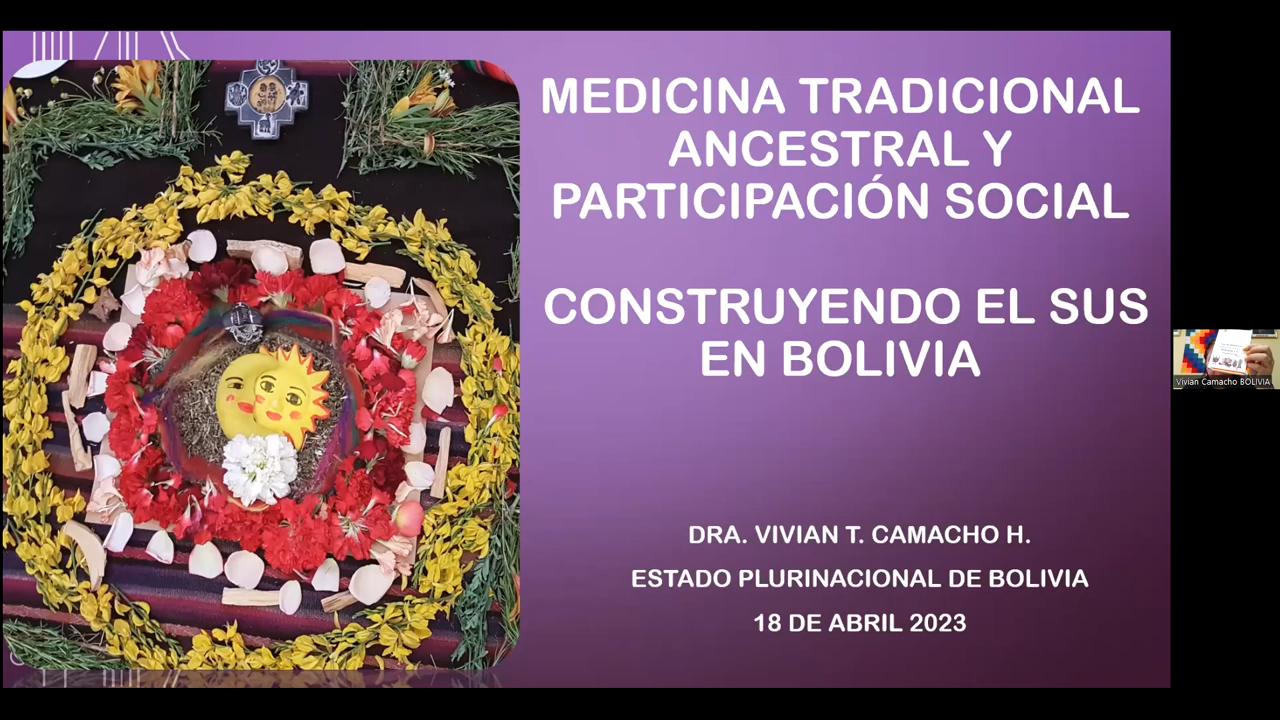 MEDICINA TRADICIONAL
ANCESTRAL Y
PARTICIPACIÓN SOCIAL
CONSTRUYENDO EL SUS
EN BOLIVIA
DRA. VIVIAN T. CAMACHO H.
ESTADO PLURINACIONAL DE BOLIVIA
18 DE ABRIL 2023
Vivian Camacho BOLIVIA